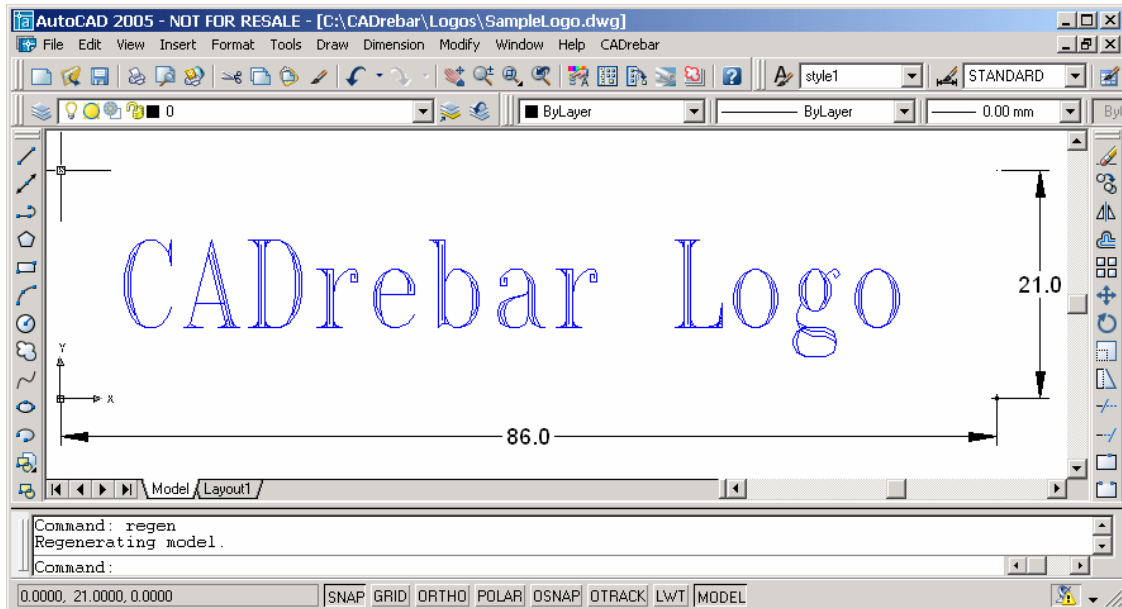 AutoCAD 2005 - NOT FOR RESALE - [C:\CADrebar\Logos\SampleLogo.dwg]
File Edit View Insert Format Tools Draw Dimension Modify Window Help CADrebar
style1 STANDARD
0 ByLayer ByLayer 0.00 mm
CADrebar Logo
21.0
Y
X
86.0
Model Layout1
Command: regen
Regenerating model.
Command:
0.0000, 21.0000, 0.0000 SNAP GRID ORTHO POLAR OSNAP OTRACK LWT MODEL